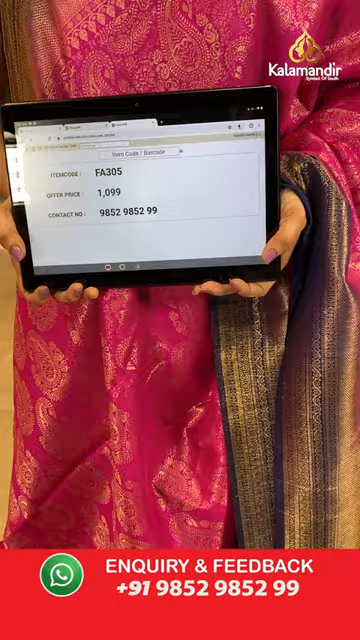 Kalamandir
Symbol Of South
Item Code / Barcode
ITEMCODE : FA305
OFFER PRICE : 1,099
CONTACT NO : 9852 9852 99
ENQUIRY & FEEDBACK
+91 9852 9852 99